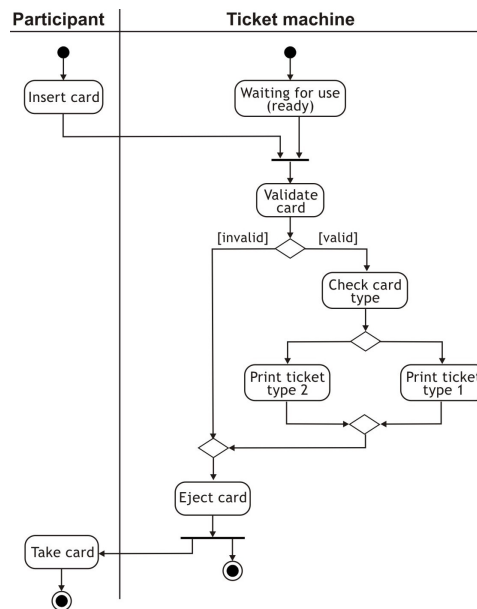 Participant
Ticket machine
Insert card
Waiting for use
(ready)
Validate
card
[invalid]
[valid]
Check card
type
Print ticket
type 2
Print ticket
type 1
Eject card
Take card